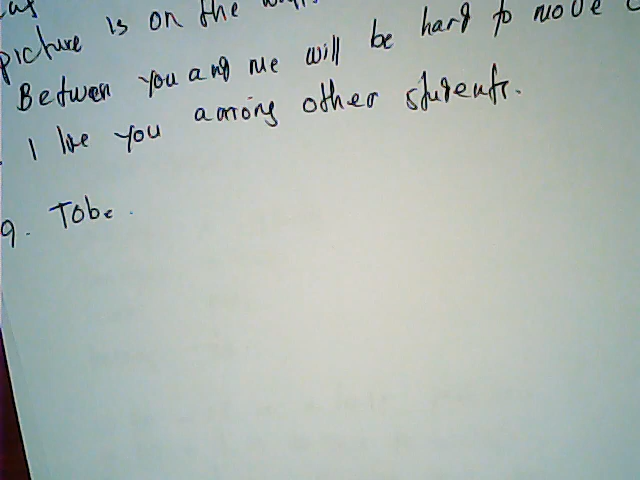 picture is on the
Between you and me will be hard to move
I like you among other students.
9. Tobe.